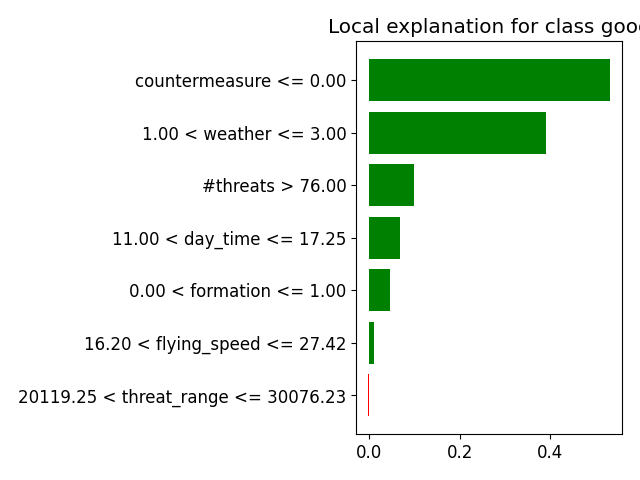 Local explanation for class good
countermeasure <= 0.00
1.00 < weather <= 3.00
#threats > 76.00
11.00 < day_time <= 17.25
0.00 < formation <= 1.00
16.20 < flying_speed <= 27.42
20119.25 < threat_range <= 30076.23
0.0 0.2 0.4